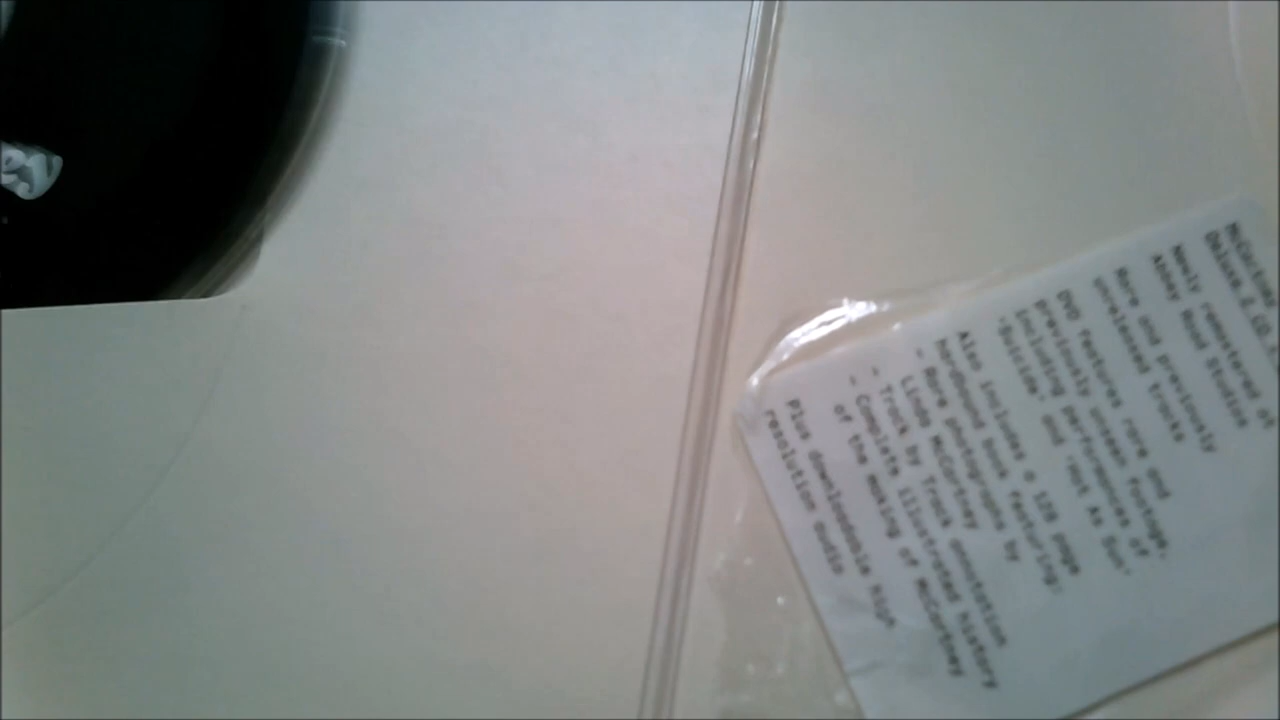 McCartney
Deluxe 2 CD
Newly remastered at
Abbey Road Studios
Rare and previously
unreleased tracks
DVD features rare and
previously unseen footage,
including performances of
'Suicide' and 'Hot As Sun'
Also includes a 128 page
hardbound book featuring:
- Rare photographs by
Linda McCartney
- Track by Track annotation
- Complete illustrated history
of the making of McCartney
Plus downloadable high
resolution audio